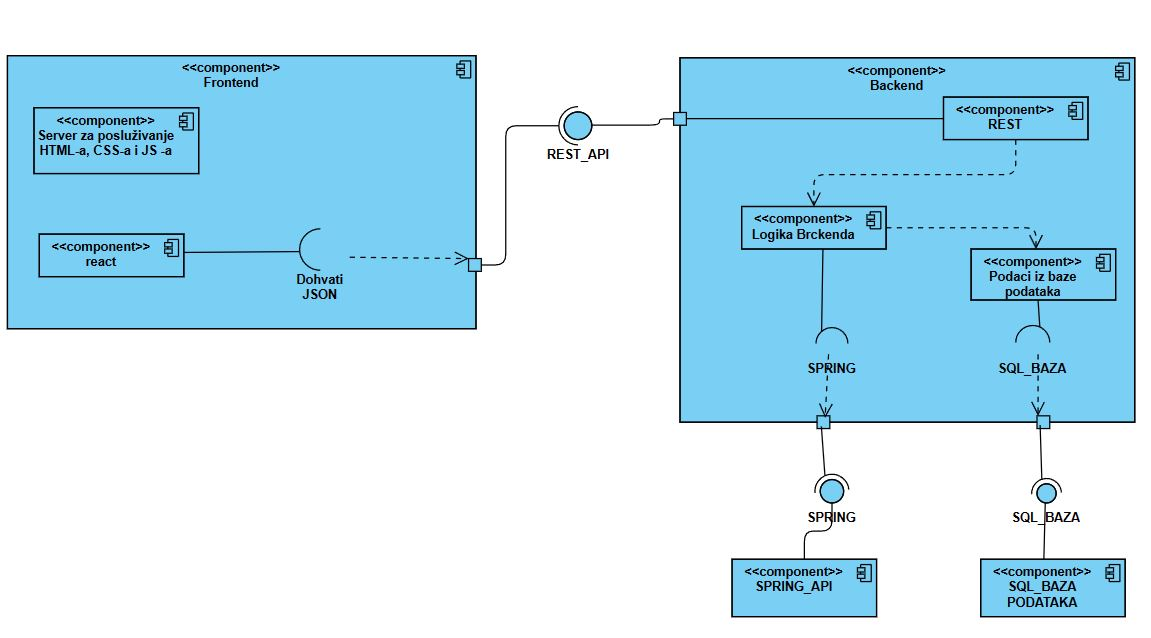 <<component>>
Frontend
<<component>>
Server za posluživanje
HTML-a, CSS-a i JS -a
<<component>>
react
Dohvati
JSON
REST_API
<<component>>
Backend
<<component>>
REST
<<component>>
Logika Brckenda
<<component>>
Podaci iz baze
podataka
SPRING
SQL_BAZA
SPRING
SQL_BAZA
<<component>>
SPRING_API
<<component>>
SQL_BAZA
PODATAKA